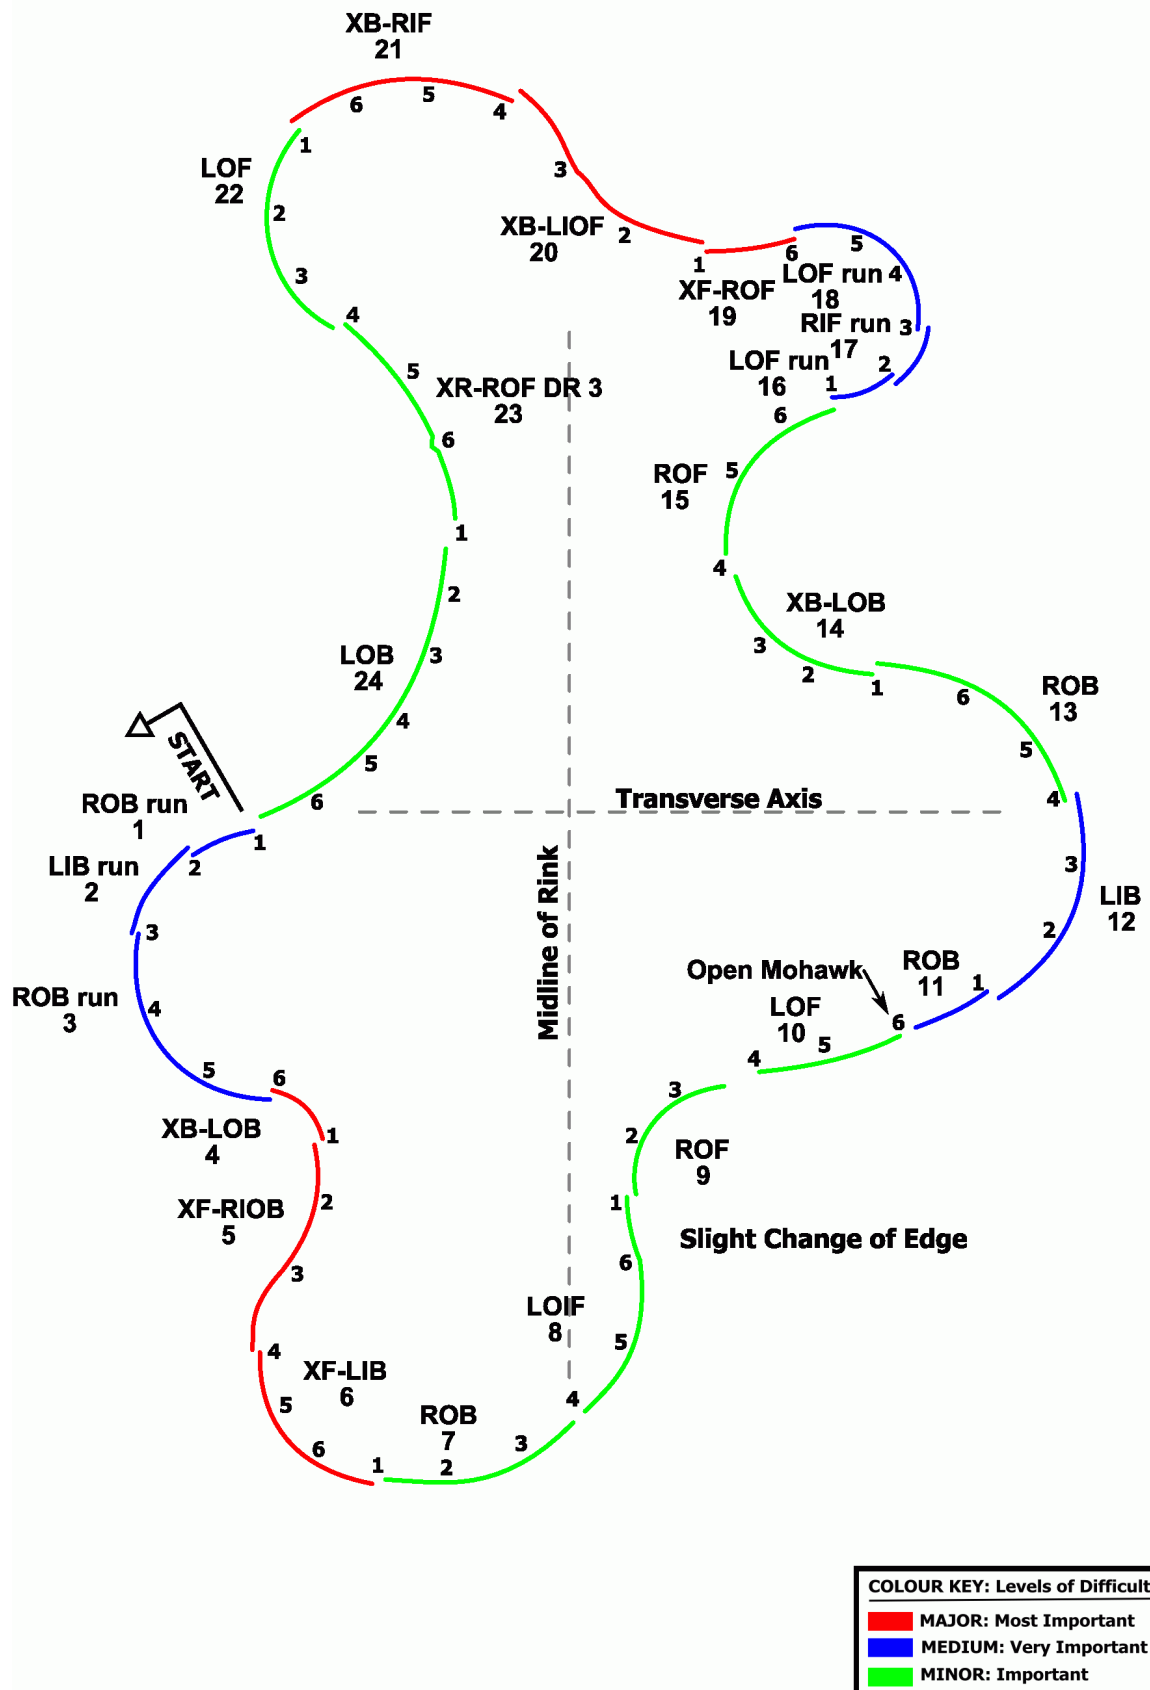 XB-RIF
21
6
5
4
1
LOF
22
2
3
3
XB-LIOF
20
2
1
6
5
XF-ROF
19
LOF run
18
4
RIF run
17
3
LOF run
16
2
1
4
5
XR-ROF DR 3
23
6
6
ROF
15
5
1
4
2
XB-LOB
14
3
3
2
1
LOB
24
4
5
6
6
ROB
13
5
4
START
Transverse Axis
Midline of Rink
ROB run
1
1
2
LIB run
2
3
ROB run
3
4
5
6
3
LIB
12
2
ROB
11
1
Open Mohawk
LOF
10
6
5
4
3
XB-LOB
4
1
2
ROF
9
XF-RIOB
5
2
1
Slight Change of Edge
3
6
LOIF
8
4
5
XF-LIB
6
5
4
ROB
7
6
1
2
3
COLOUR KEY: Levels of Difficult
MAJOR: Most Important
MEDIUM: Very Important
MINOR: Important